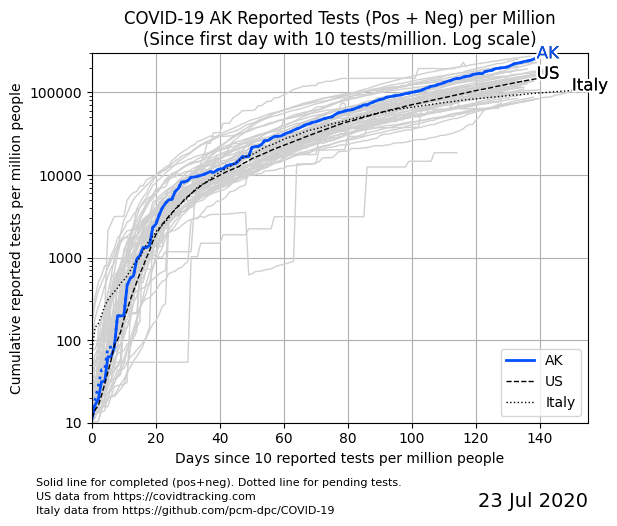 COVID-19 AK Reported Tests (Pos + Neg) per Million
(Since first day with 10 tests/million. Log scale)
AK
US
Italy
Cumulative reported tests per million people
100000
10000
1000
100
10
0 20 40 60 80 100 120 140
Days since 10 reported tests per million people
AK
US
Italy
Solid line for completed (pos+neg). Dotted line for pending tests.
US data from https://covidtracking.com
Italy data from https://github.com/pcm-dpc/COVID-19
23 Jul 2020